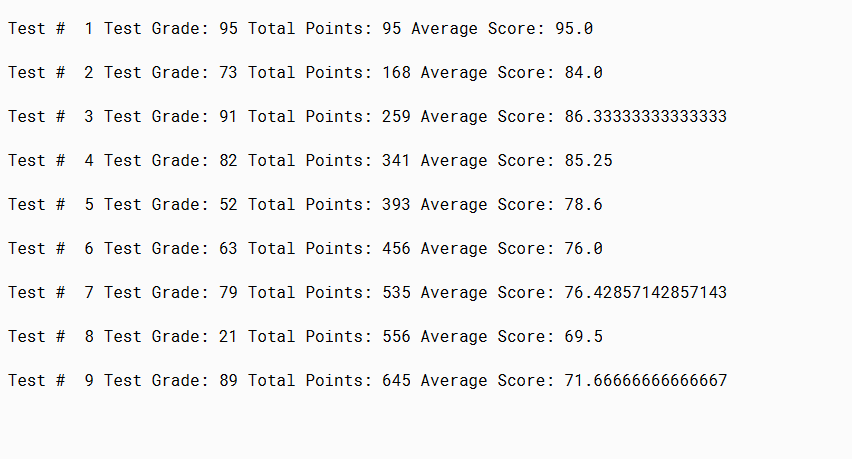 Test #  1 Test Grade: 95 Total Points: 95 Average Score: 95.0
Test #  2 Test Grade: 73 Total Points: 168 Average Score: 84.0
Test #  3 Test Grade: 91 Total Points: 259 Average Score: 86.33333333333333
Test #  4 Test Grade: 82 Total Points: 341 Average Score: 85.25
Test #  5 Test Grade: 52 Total Points: 393 Average Score: 78.6
Test #  6 Test Grade: 63 Total Points: 456 Average Score: 76.0
Test #  7 Test Grade: 79 Total Points: 535 Average Score: 76.42857142857143
Test #  8 Test Grade: 21 Total Points: 556 Average Score: 69.5
Test #  9 Test Grade: 89 Total Points: 645 Average Score: 71.66666666666667